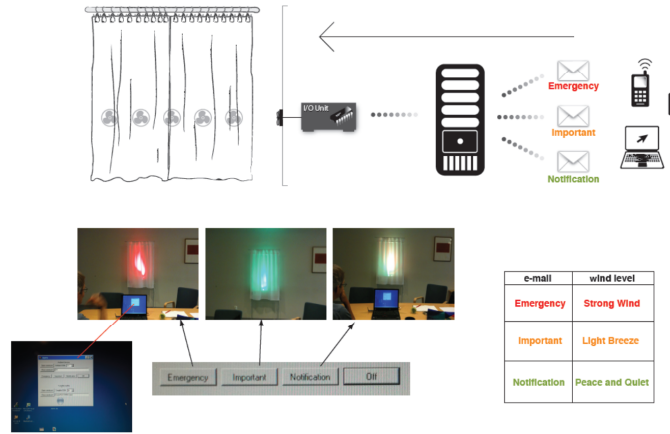 I/O Unit
Emergency
Important
Notification
e-mail
wind level
Emergency
Strong Wind
Important
Light Breeze
Notification
Peace and Quiet
Emergency
Important
Notification
Off